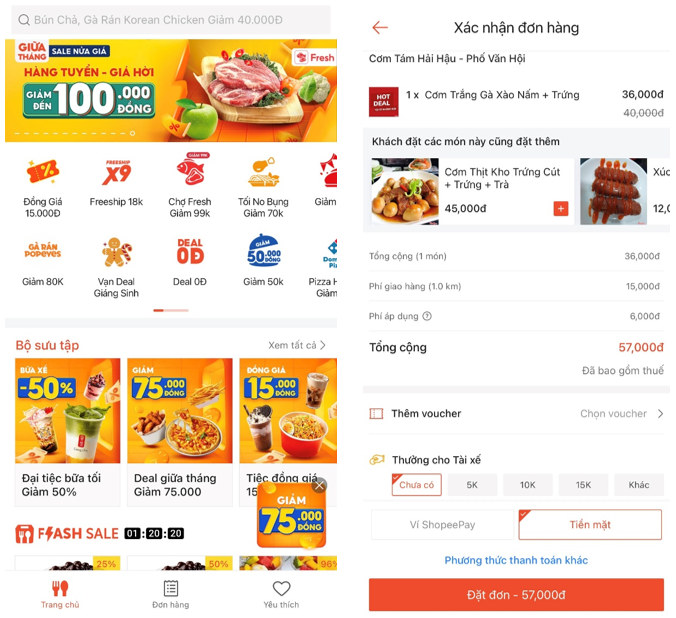 Bún Chả, Gà Rán Korean Chicken Giảm 40.000Đ
GIỮA THÁNG
SALE NỬA GIÁ
Fresh
HÀNG TUYỂN - GIÁ HỜI
GIẢM ĐẾN 100.000 ĐỒNG
FREESHIP
X9
GIẢM 99K
Đồng Giá 15.000Đ
Freeship 18k
Chợ Fresh Giảm 99k
Tối No Bụng Giảm 70k
Giảm
GÀ RÁN
POPEYES
DEAL
0Đ
GIẢM
50.000
Giảm 80K
Vạn Deal Giáng Sinh
Deal 0Đ
Giảm 50k
Pizza H
Giảm
Bộ sưu tập
Xem tất cả
BỮA XẾ
-50%
GIẢM
75.000 ĐỒNG
ĐỒNG GIÁ
15.000 ĐỒNG
Đại tiệc bữa tối
Giảm 50%
Deal giữa tháng
Giảm 75.000
Tiệc đồng giá
15.000
GIẢM
75.000 ĐỒNG
FLASH SALE 01:20:20
25%
50%
96%
Trang chủ
Đơn hàng
Yêu thích
Xác nhận đơn hàng
Cơm Tám Hải Hậu - Phố Văn Hội
HOT
DEAL
1 x Cơm Trắng Gà Xào Nấm + Trứng
36,000đ
40,000đ
Khách đặt các món này cũng đặt thêm
Cơm Thịt Kho Trứng Cút
+ Trứng + Trà
45,000đ
Xúc
12,0
Tổng cộng (1 món)
36,000đ
Phí giao hàng (1.0 km)
15,000đ
Phí áp dụng
6,000đ
Tổng cộng
57,000đ
Đã bao gồm thuế
Thêm voucher
Chọn voucher
Thưởng cho Tài xế
Chưa có
5K
10K
15K
Khác
Ví ShopeePay
Tiền mặt
Phương thức thanh toán khác
Đặt đơn - 57,000đ